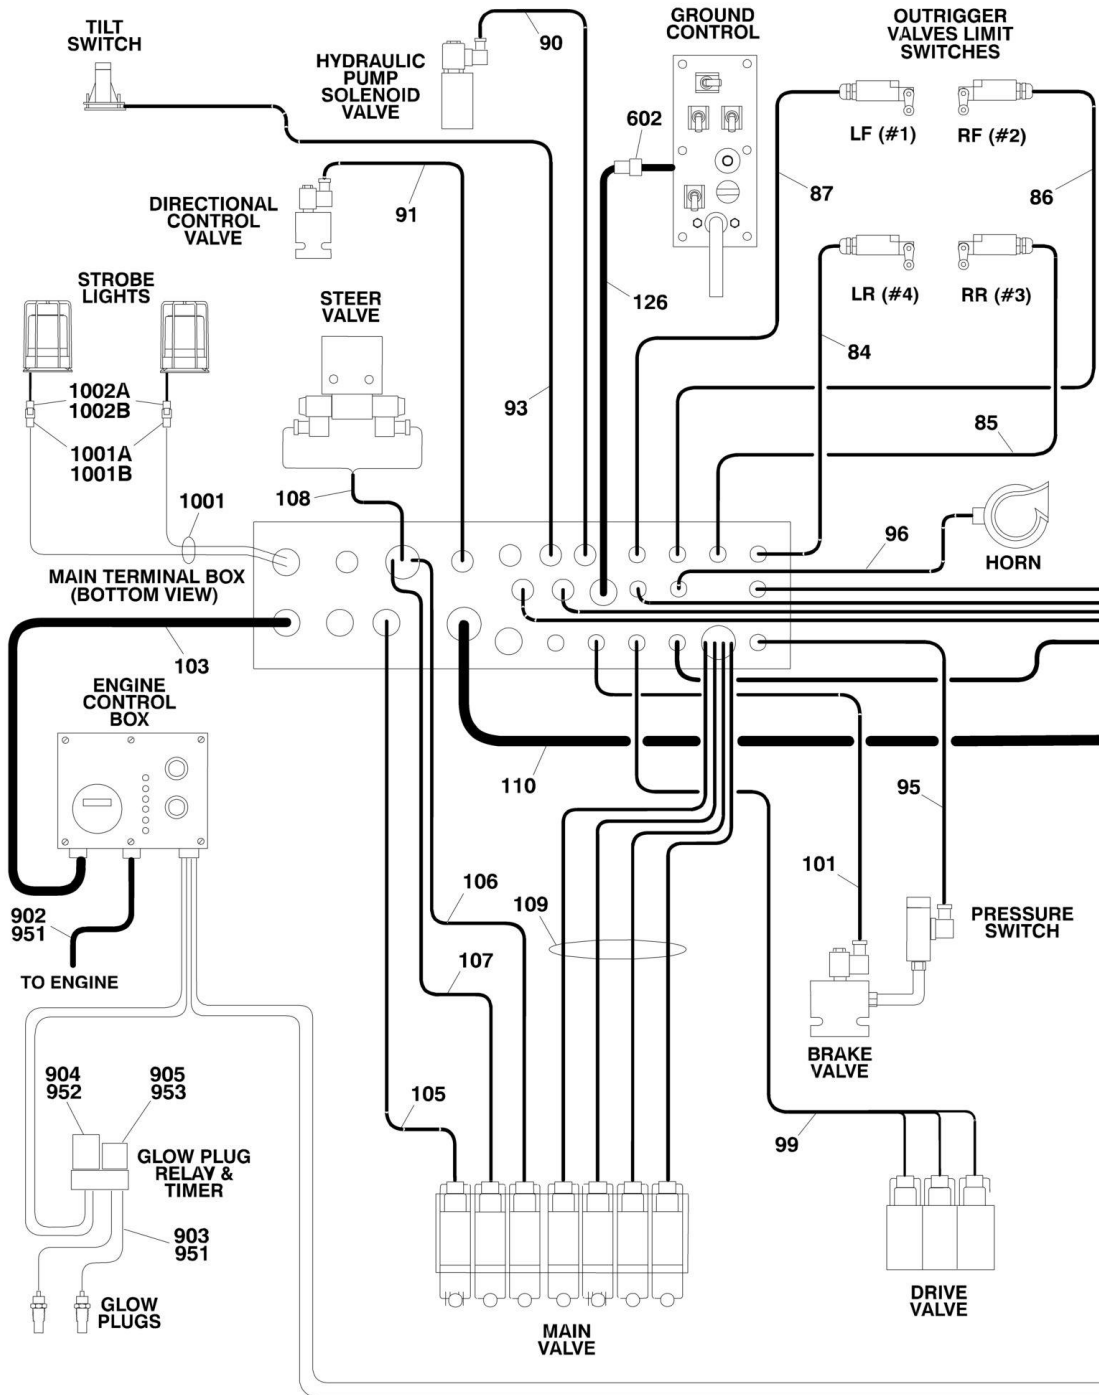 TILT
SWITCH
90
HYDRAULIC
PUMP
SOLENOID
VALVE
GROUND
CONTROL
OUTRIGGER
VALVES LIMIT
SWITCHES
602
LF (#1)
RF (#2)
87
86
DIRECTIONAL
CONTROL
VALVE
91
STROBE
LIGHTS
STEER
VALVE
126
LR (#4)
RR (#3)
84
1002A
1002B
93
1001A
1001B
85
108
1001
96
HORN
MAIN TERMINAL BOX
(BOTTOM VIEW)
103
ENGINE
CONTROL
BOX
110
95
101
106
109
902
951
PRESSURE
SWITCH
107
TO ENGINE
BRAKE
VALVE
904
952
905
953
105
99
GLOW PLUG
RELAY &
TIMER
903
951
GLOW
PLUGS
DRIVE
VALVE
MAIN
VALVE